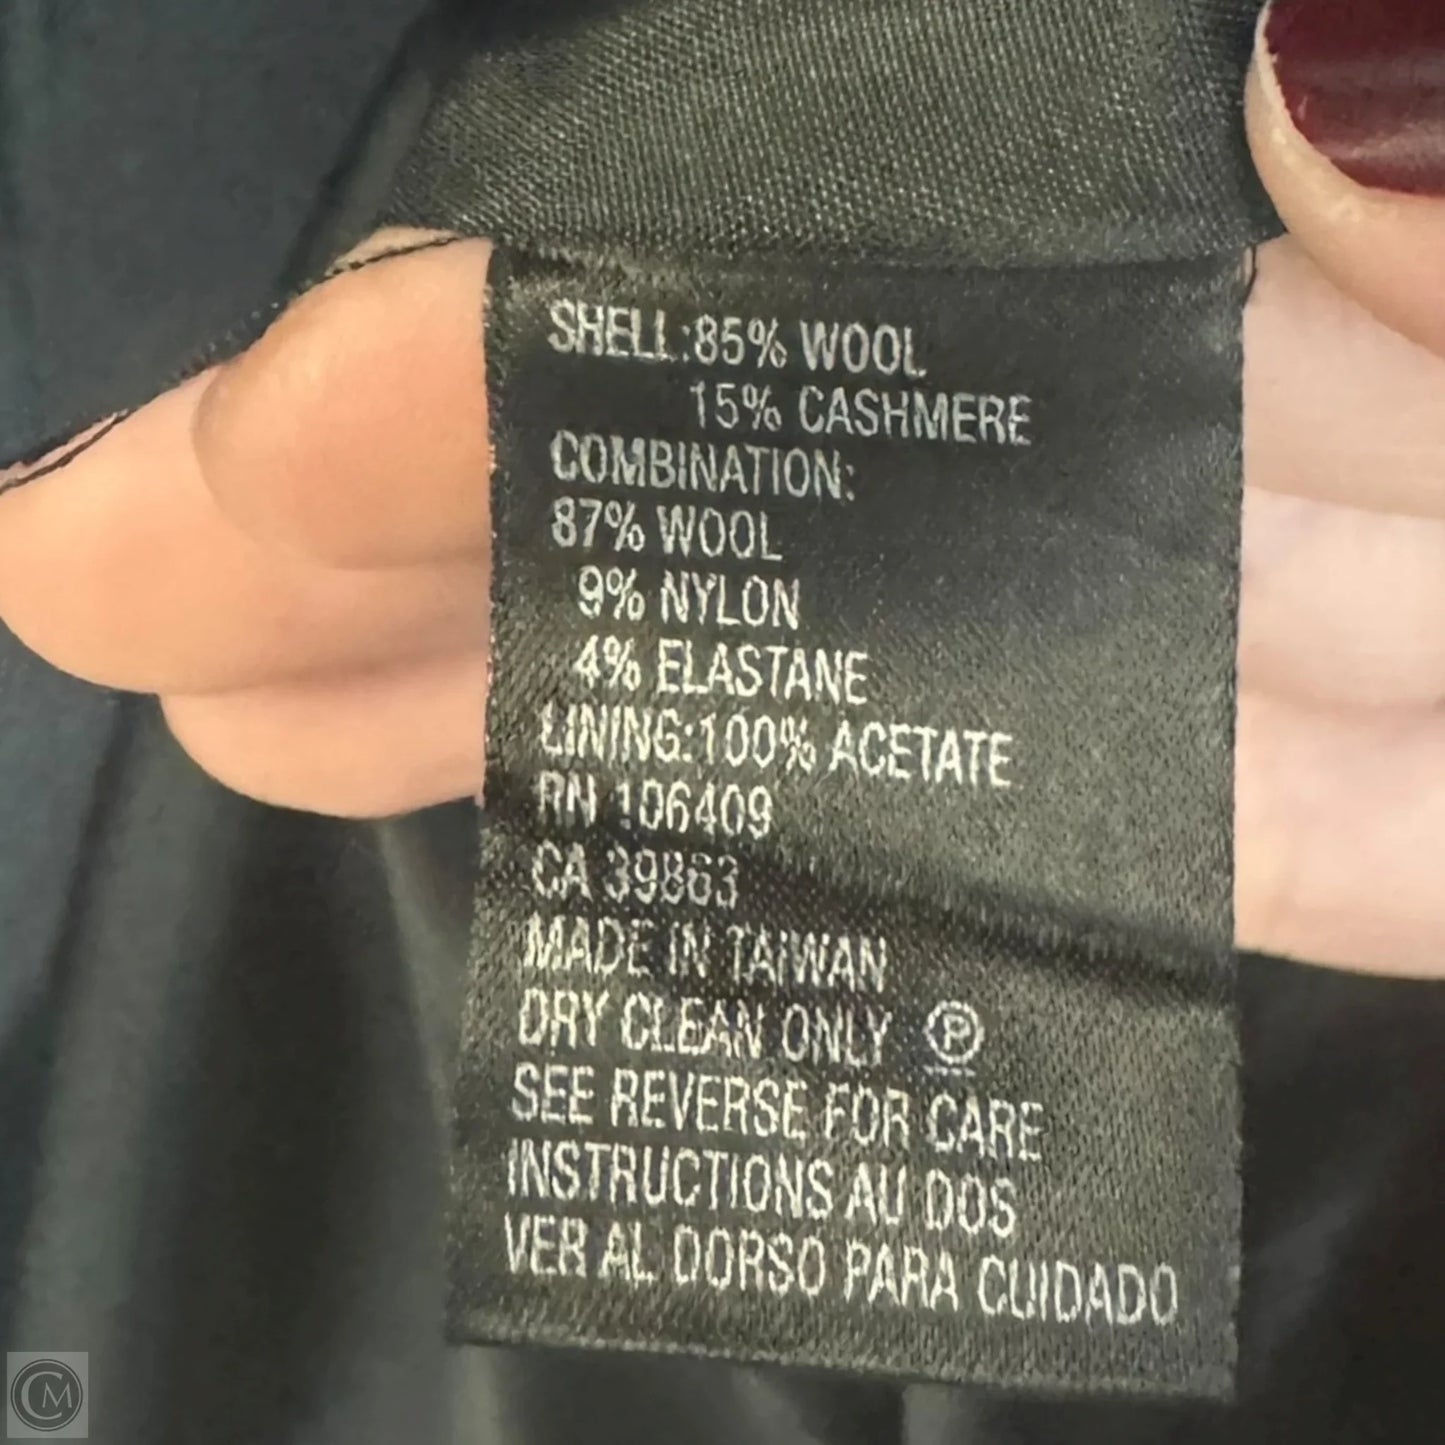 SHELL:85% WOOL
15% CASHMERE
COMBINATION:
87% WOOL
9% NYLON
4% ELASTANE
LINING:100% ACETATE
RN 106409
CA 39863
MADE IN TAIWAN
DRY CLEAN ONLY P
SEE REVERSE FOR CARE
INSTRUCTIONS AU DOS
VER AL DORSO PARA CUIDADO
CM